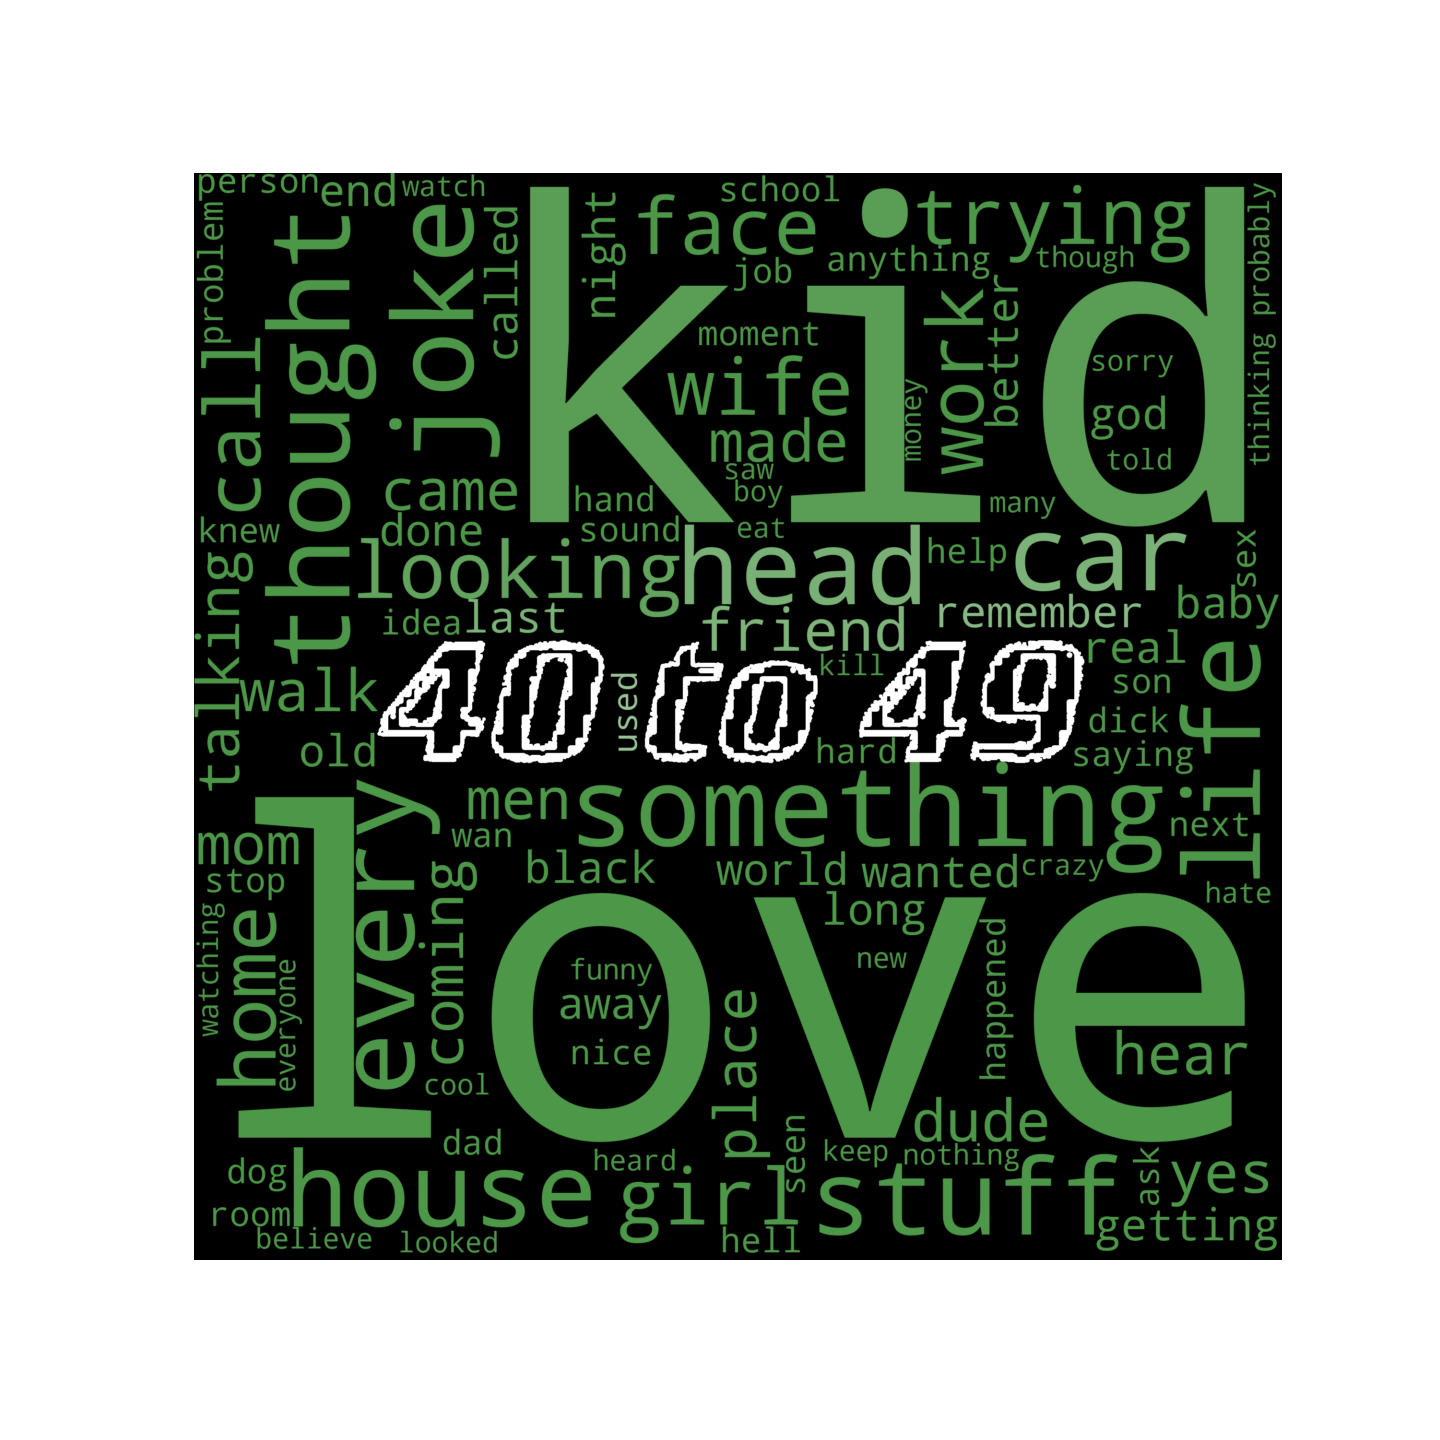 person
end
watch
school
problem
thought
joke
called
night
face
trying
probably
job
anything
though
kid
call
moment
work
better
wife
sorry
thinking
made
money
god
saw
told
came
hand
boy
many
knew
done
sound
eat
looking
head
help
car
sex
talking
idea
last
friend
remember
baby
40 to 49
kill
real
life
walk
used
son
dick
old
hard
saying
every
men
something
next
mom
wan
stop
black
world
wanted
crazy
hate
love
long
watching
home
everyone
coming
funny
new
happened
away
nice
place
hear
cool
dude
dad
heard
seen
keep
nothing
dog
house
girl
stuff
ask
yes
room
believe
looked
hell
getting